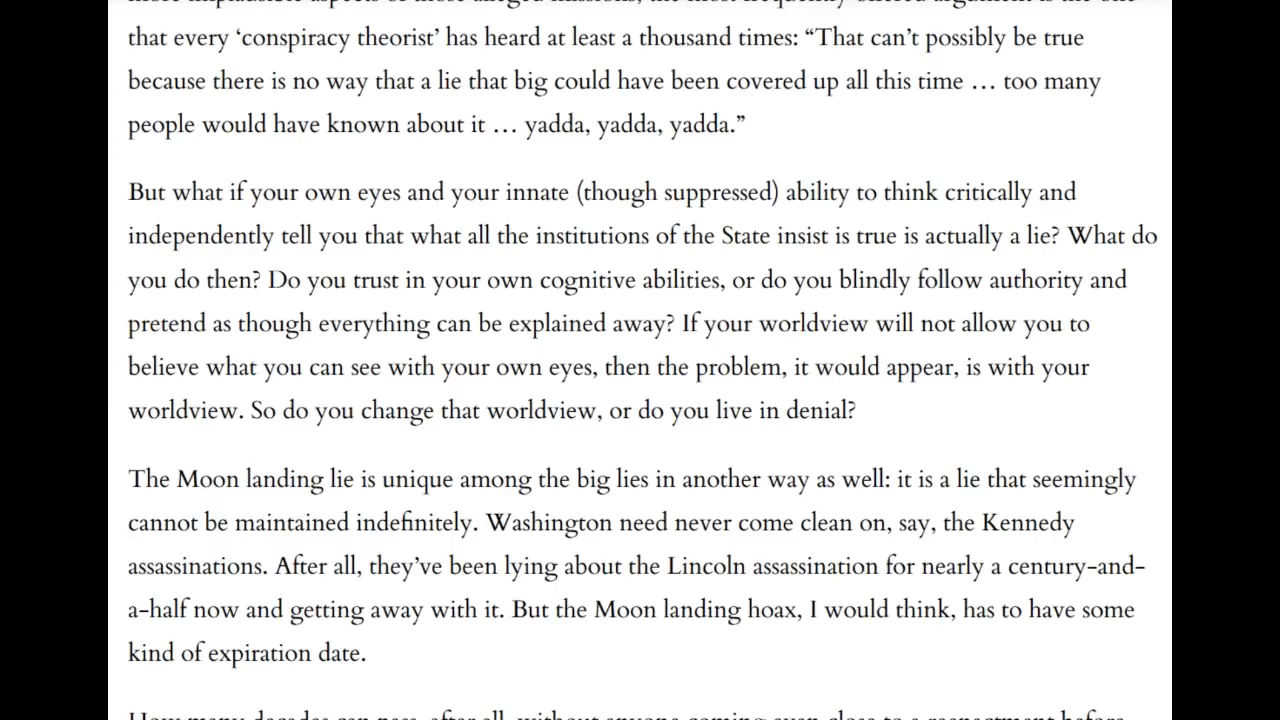 that every ‘conspiracy theorist’ has heard at least a thousand times: “That can’t possibly be true
because there is no way that a lie that big could have been covered up all this time … too many
people would have known about it … yadda, yadda, yadda.”
But what if your own eyes and your innate (though suppressed) ability to think critically and
independently tell you that what all the institutions of the State insist is true is actually a lie? What do
you do then? Do you trust in your own cognitive abilities, or do you blindly follow authority and
pretend as though everything can be explained away? If your worldview will not allow you to
believe what you can see with your own eyes, then the problem, it would appear, is with your
worldview. So do you change that worldview, or do you live in denial?
The Moon landing lie is unique among the big lies in another way as well: it is a lie that seemingly
cannot be maintained indefinitely. Washington need never come clean on, say, the Kennedy
assassinations. After all, they’ve been lying about the Lincoln assassination for nearly a century-and-
a-half now and getting away with it. But the Moon landing hoax, I would think, has to have some
kind of expiration date.